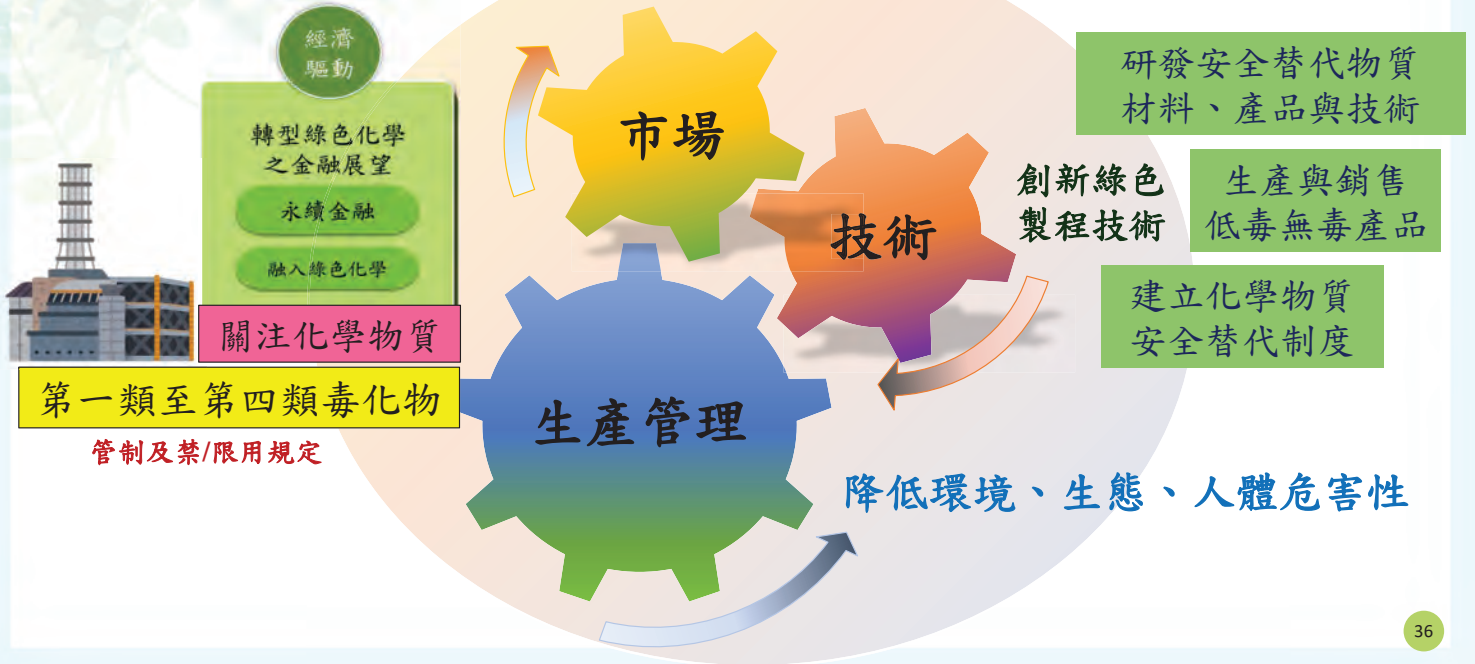 經濟
驅動
轉型綠色化學
之金融展望
永續金融
融入綠色化學
關注化學物質
第一類至第四類毒化物
管制及禁/限用規定
市場
技術
生產管理
創新綠色
製程技術
研發安全替代物質
材料、產品與技術
生產與銷售
低毒無毒產品
建立化學物質
安全替代制度
降低環境、生態、人體危害性
36